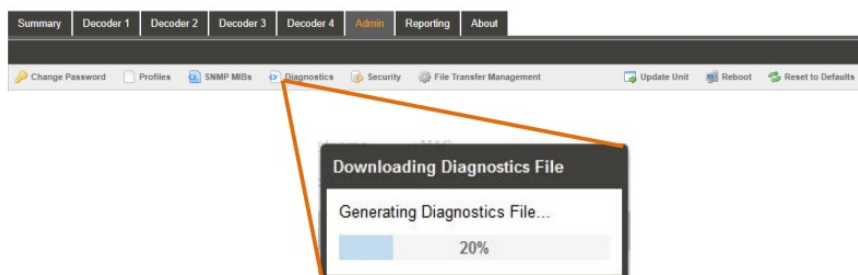 Summary Decoder 1 Decoder 2 Decoder 3 Decoder 4 Admin Reporting About
Change Password Profiles SNMP MIBs Diagnostics Security File Transfer Management Update Unit Reboot Reset to Defaults
Downloading Diagnostics File
Generating Diagnostics File...
20%